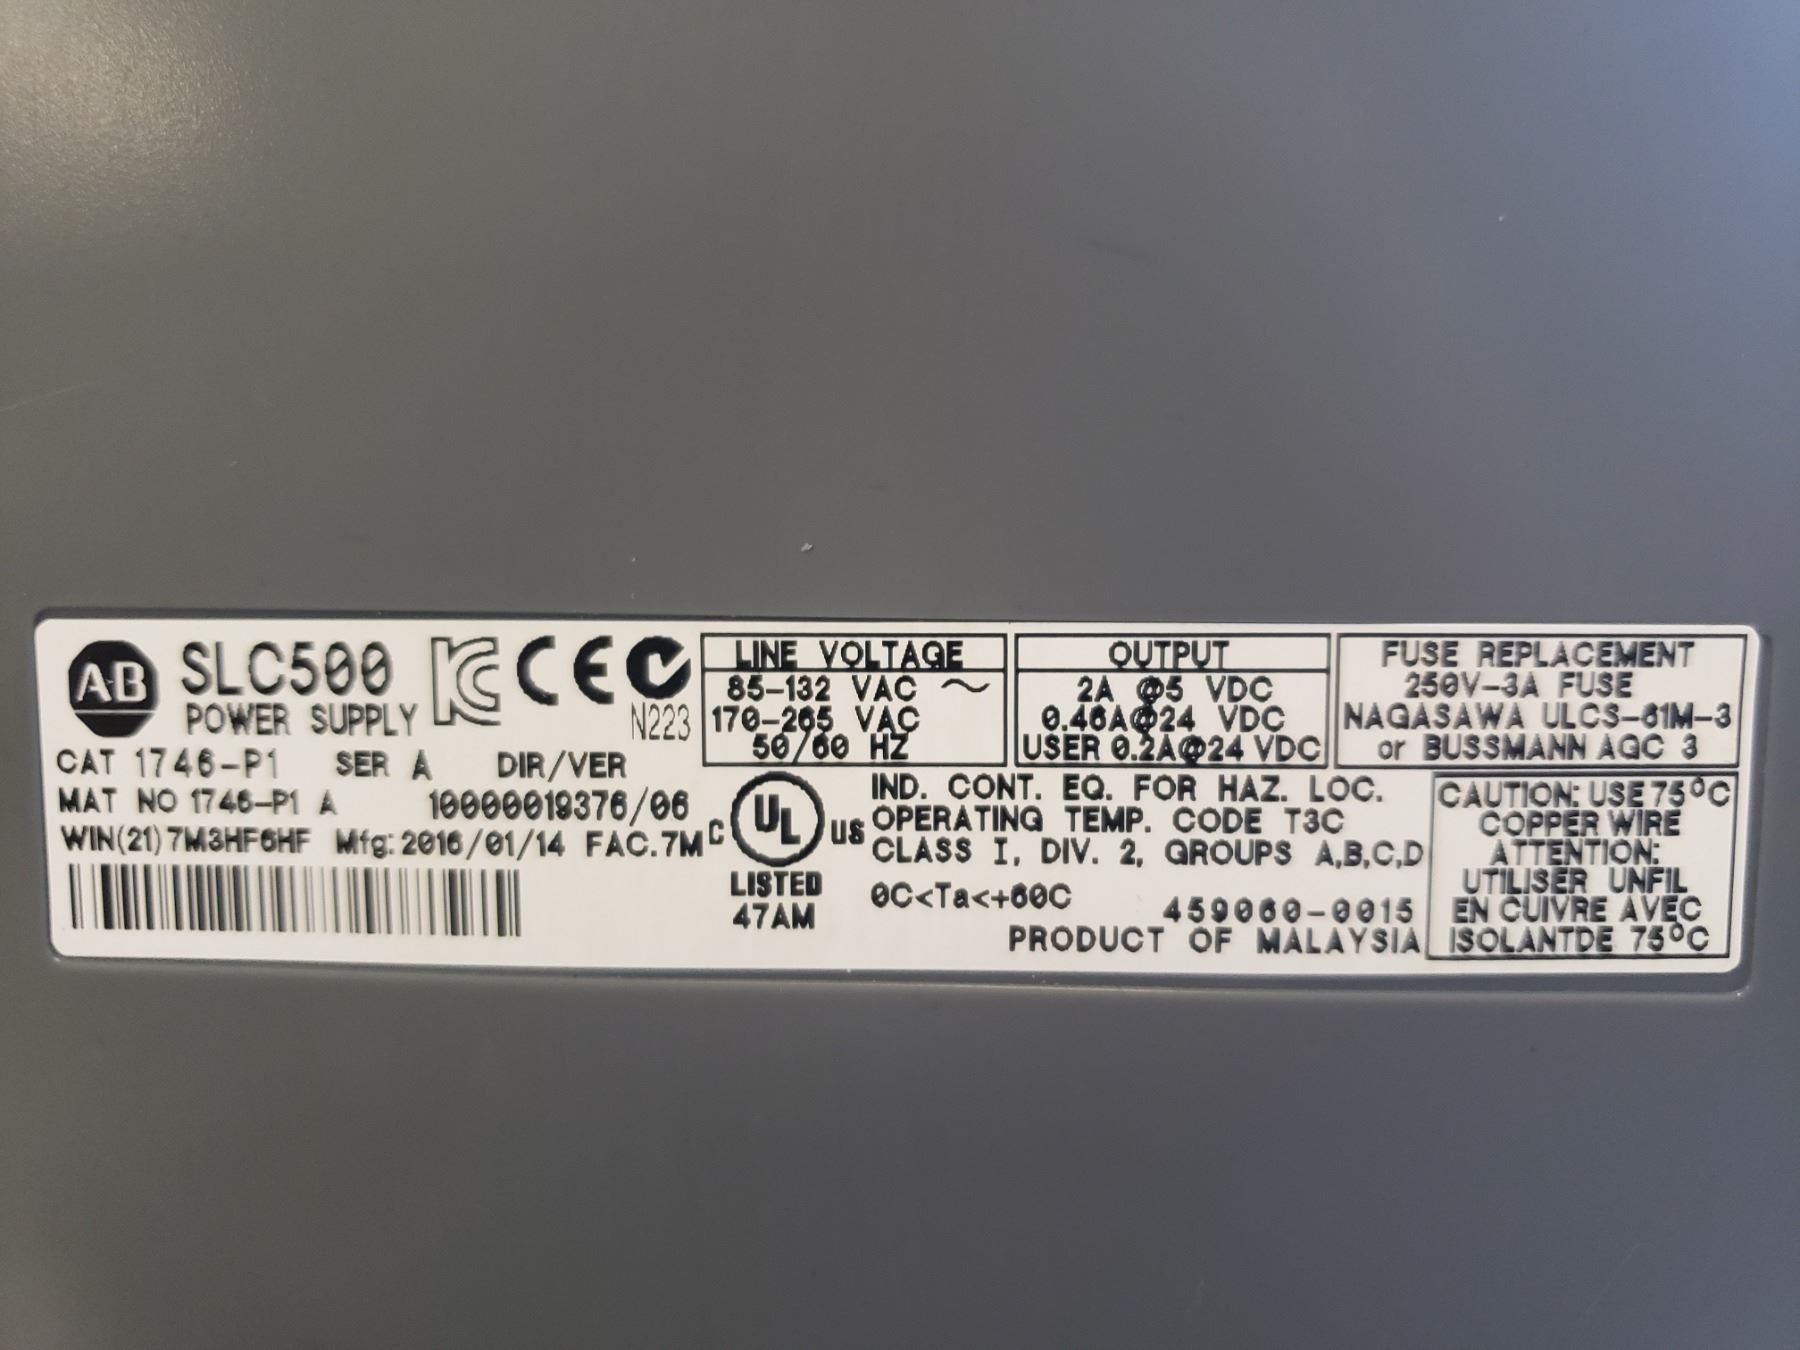 A-B SLC500
POWER SUPPLY
N223
CAT 1746-P1 SER A DIR/VER
MAT NO 1746-P1 A 10000019376/06
WIN(21)7M3HF6HF Mfg: 2016/01/14 FAC.7M
LINE VOLTAGE
85-132 VAC ~
170-265 VAC
50/60 HZ
OUTPUT
2A @5 VDC
0.46A@24 VDC
USER 0.2A@24 VDC
FUSE REPLACEMENT
250V-3A FUSE
NAGASAWA ULCS-61M-3
or BUSSMANN AGC 3
C UL US
LISTED
47AM
IND. CONT. EQ. FOR HAZ. LOC.
OPERATING TEMP. CODE T3C
CLASS I, DIV. 2, GROUPS A,B,C,D
0C<Ta<+60C
459060-0015
PRODUCT OF MALAYSIA
CAUTION: USE 75°C
COPPER WIRE
ATTENTION:
UTILISER UNFIL
EN CUIVRE AVEC
ISOLANTDE 75°C